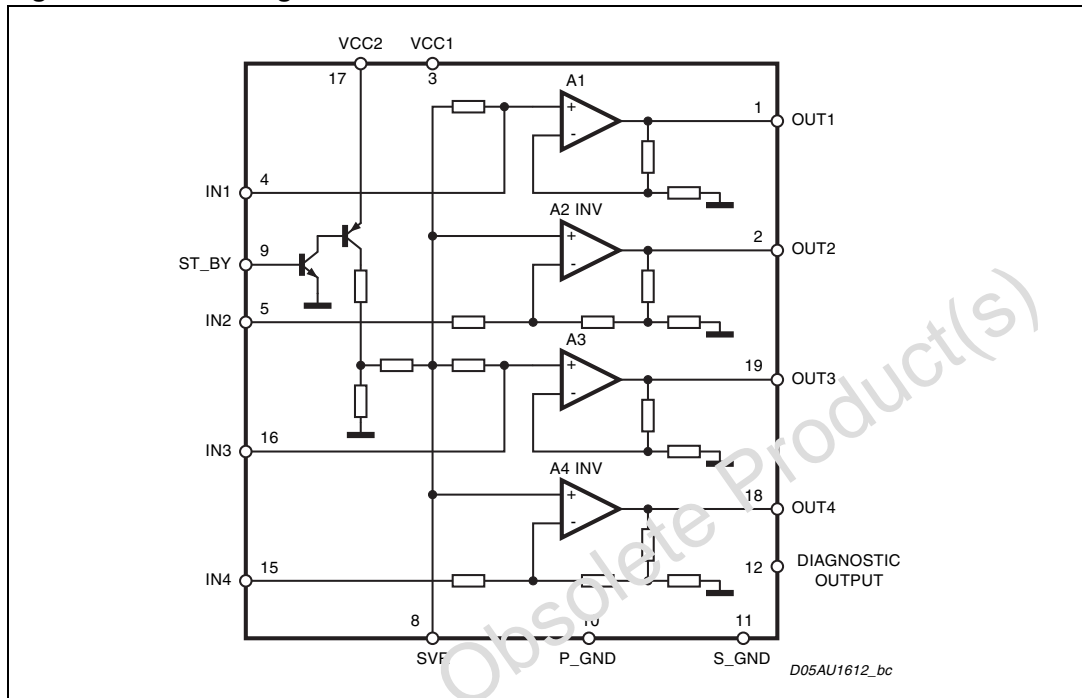 VCC2 VCC1
17 3
A1
+
-
1 OUT1
4
IN1
A2 INV
+
-
2 OUT2
9
ST_BY
5
IN2
A3
+
-
19 OUT3
16
IN3
A4 INV
+
-
18 OUT4
15
IN4
12 DIAGNOSTIC
OUTPUT
8 10 11
P_GND S_GND
D05AU1612_bc
Obsolete Product(s)